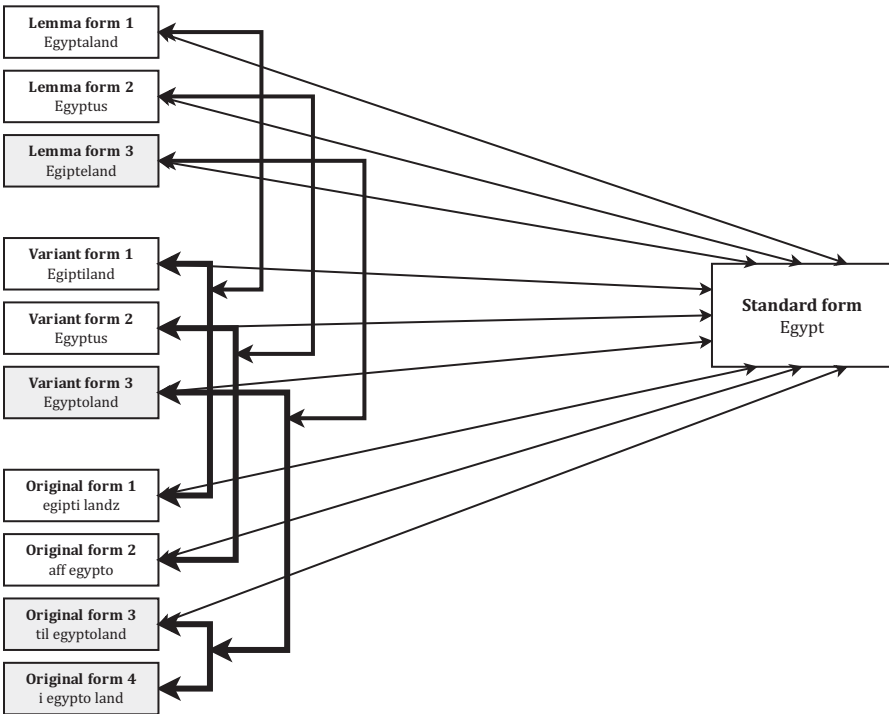 Lemma form 1
Egyptaland
Lemma form 2
Egyptus
Lemma form 3
Egipteland
Variant form 1
Egiptiland
Variant form 2
Egyptus
Variant form 3
Egyptoland
Standard form
Egypt
Original form 1
egipti landz
Original form 2
aff egypto
Original form 3
til egyptoland
Original form 4
i egypto land